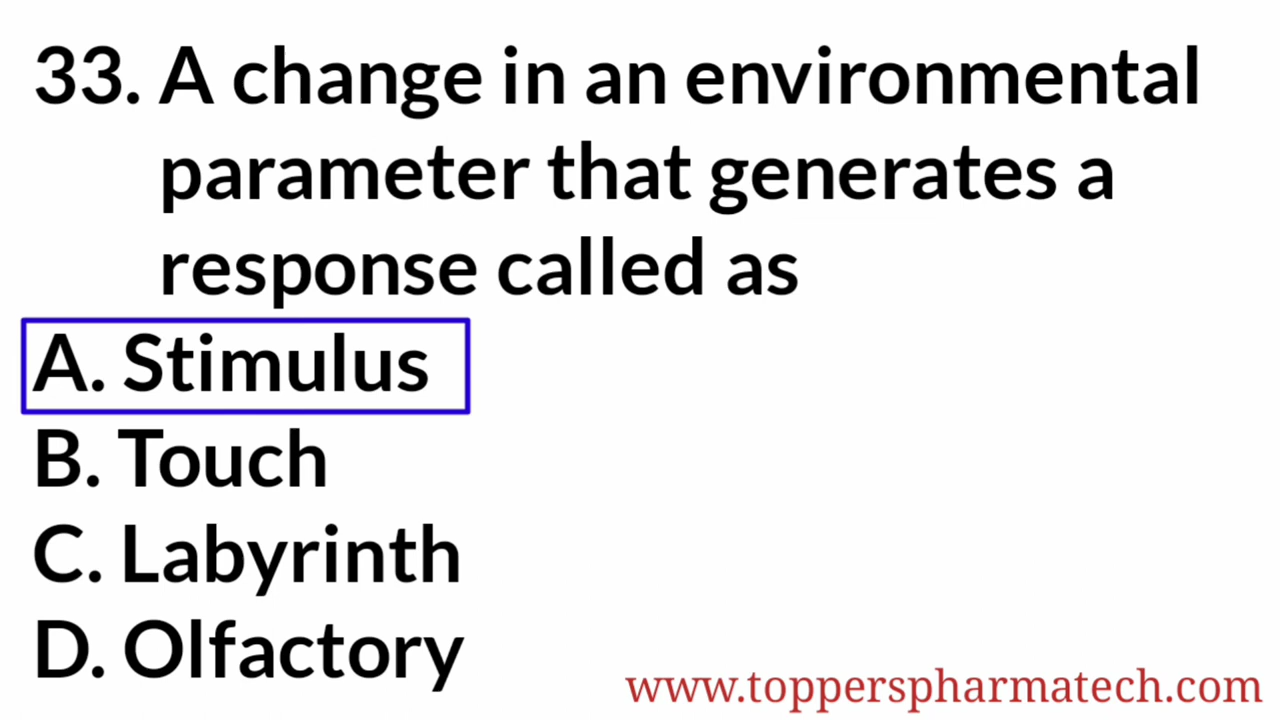 33. A change in an environmental
parameter that generates a
response called as
A. Stimulus
B. Touch
C. Labyrinth
D. Olfactory
www.topperspharmatech.com